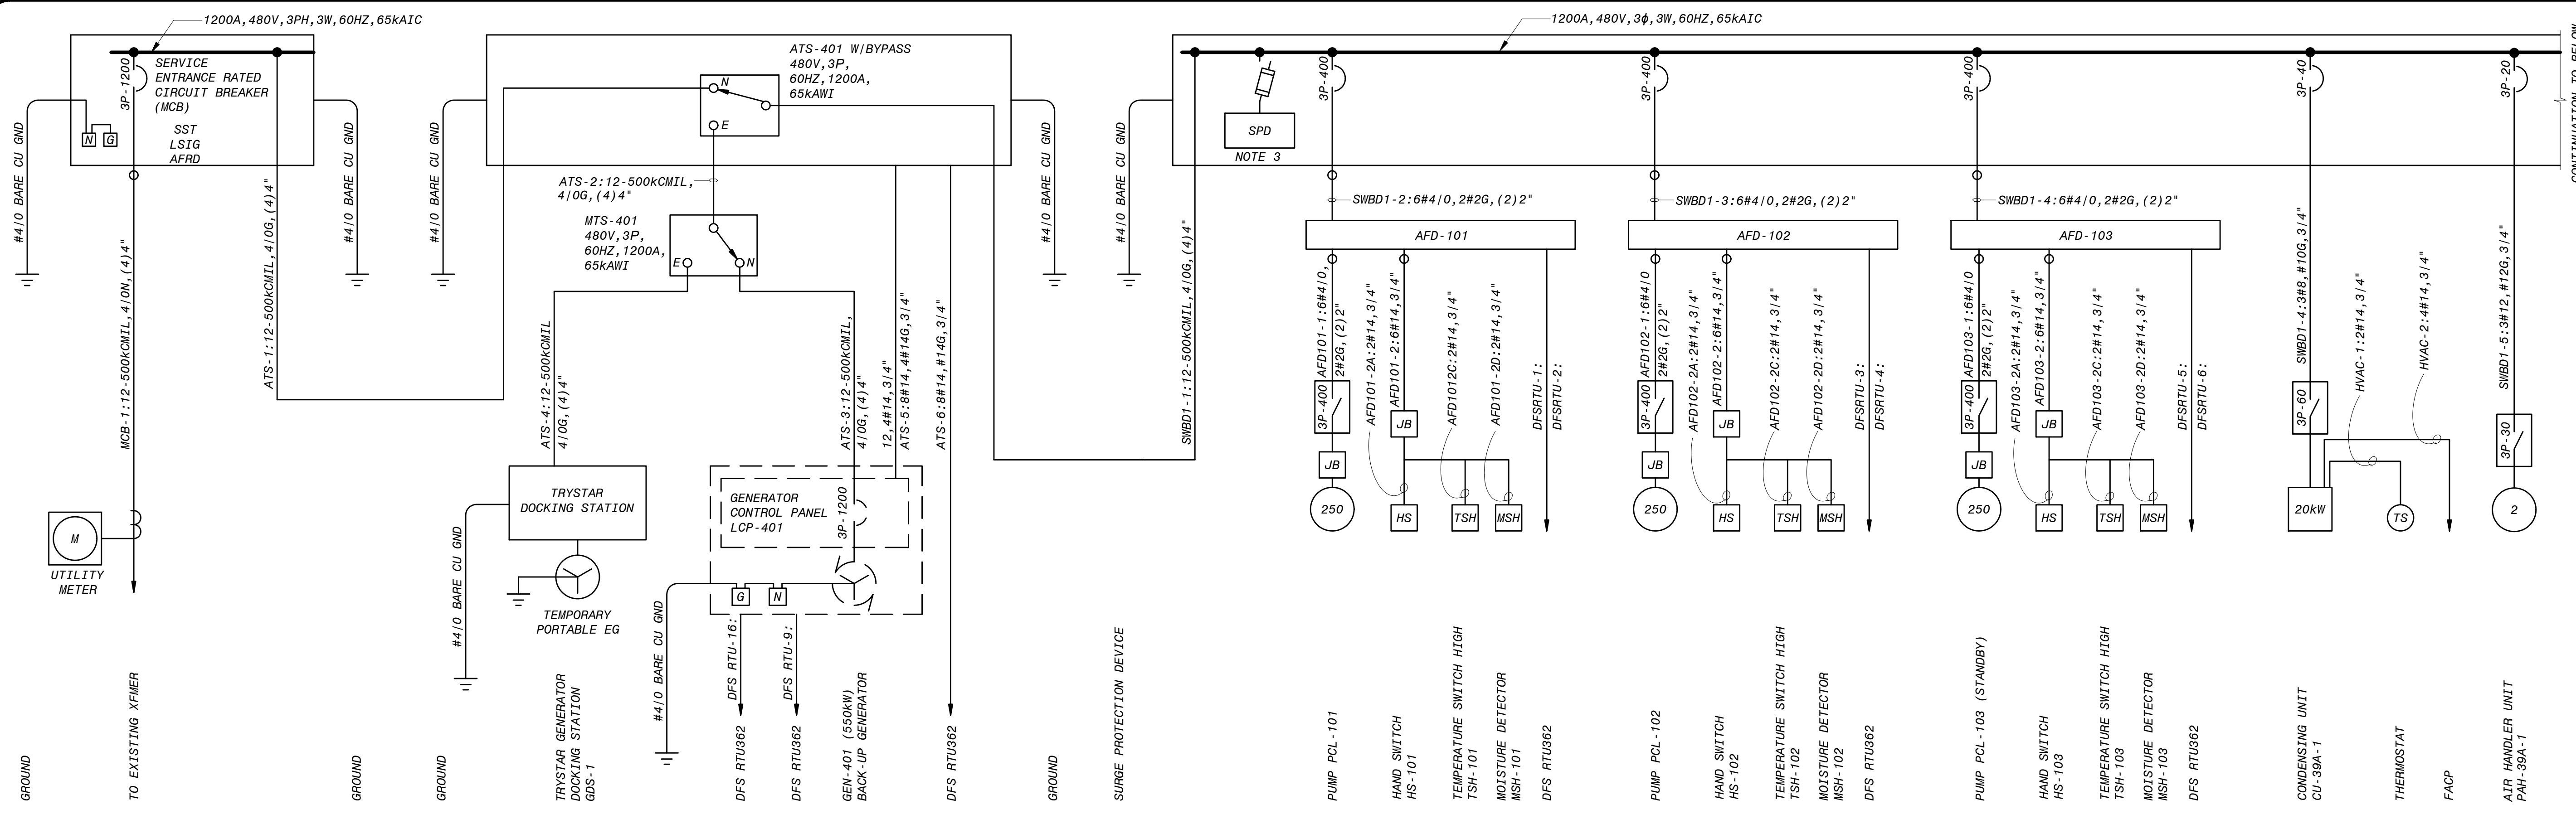 1200A,480V,3PH,3W,60HZ,65kAIC
3P-1200
SERVICE
ENTRANCE RATED
CIRCUIT BREAKER
(MCB)
SST
LSIG
AFRD
N
G
#4/0 BARE CU GND
#4/0 BARE CU GND
MCB-1:12-500kCMIL,4/0N,(4)4"
ATS-1:12-500kCMIL,4/0G,(4)4"
M
UTILITY
METER
GROUND
TO EXISTING XFMER
GROUND
#4/0 BARE CU GND
GROUND
ATS-401 W/BYPASS
480V,3P,
60HZ,1200A,
65kAWI
N
E
ATS-2:12-500kCMIL,
4/0G,(4)4"
MTS-401
480V,3P,
60HZ,1200A,
65kAWI
E
N
ATS-4:12-500kCMIL
4/0G,(4)4"
ATS-3:12-500kCMIL,
4/0G,(4)4"
12,4#14,3/4"
ATS-5:8#14,4#14G,3/4"
ATS-6:8#14,#14G,3/4"
#4/0 BARE CU GND
TRYSTAR
DOCKING STATION
#4/0 BARE CU GND
TEMPORARY
PORTABLE EG
GENERATOR
CONTROL PANEL
LCP-401
3P-1200
G
N
#4/0 BARE CU GND
DFS RTU-16:
DFS RTU-9:
TRYSTAR GENERATOR
DOCKING STATION
GDS-1
DFS RTU362
DFS RTU362
GEN-401 (550kW)
BACK-UP GENERATOR
DFS RTU362
GROUND
#4/0 BARE CU GND
SURGE PROTECTION DEVICE
1200A,480V,3ϕ,3W,60HZ,65kAIC
CONTINUATION TO BELOW
SWBD1-1:12-500kCMIL,4/0G,(4)4"
SPD
NOTE 3
3P-400
SWBD1-2:6#4/0,2#2G,(2)2"
AFD-101
AFD101-1:6#4/0,
2#2G,(2)2"
AFD101-2A:2#14,3/4"
AFD101-2:6#14,3/4"
AFD1012C:2#14,3/4"
AFD101-2D:2#14,3/4"
DFSRTU-1:
DFSRTU-2:
3P-400
JB
JB
250
HS
TSH
MSH
PUMP PCL-101
HAND SWITCH
HS-101
TEMPERATURE SWITCH HIGH
TSH-101
MOISTURE DETECTOR
MSH-101
DFS RTU362
3P-400
SWBD1-3:6#4/0,2#2G,(2)2"
AFD-102
AFD102-1:6#4/0
2#2G,(2)2"
AFD102-2A:2#14,3/4"
AFD102-2:6#14,3/4"
AFD102-2C:2#14,3/4"
AFD102-2D:2#14,3/4"
DFSRTU-3:
DFSRTU-4:
3P-400
JB
JB
250
HS
TSH
MSH
PUMP PCL-102
HAND SWITCH
HS-102
TEMPERATURE SWITCH HIGH
TSH-102
MOISTURE DETECTOR
MSH-102
DFS RTU362
3P-400
SWBD1-4:6#4/0,2#2G,(2)2"
AFD-103
AFD103-1:6#4/0
2#2G,(2)2"
AFD103-2A:2#14,3/4"
AFD103-2:6#14,3/4"
AFD103-2C:2#14,3/4"
AFD103-2D:2#14,3/4"
DFSRTU-5:
DFSRTU-6:
3P-400
JB
JB
250
HS
TSH
MSH
PUMP PCL-103 (STANDBY)
HAND SWITCH
HS-103
TEMPERATURE SWITCH HIGH
TSH-103
MOISTURE DETECTOR
MSH-103
DFS RTU362
3P-40
SWBD1-4:3#8,#10G,3/4"
3P-60
HVAC-1:2#14,3/4"
HVAC-2:4#14,3/4"
20kW
TS
CONDENSING UNIT
CU-39A-1
THERMOSTAT
FACP
3P-20
SWBD1-5:3#12,#12G,3/4"
3P-30
2
AIR HANDLER UNIT
PAH-39A-1